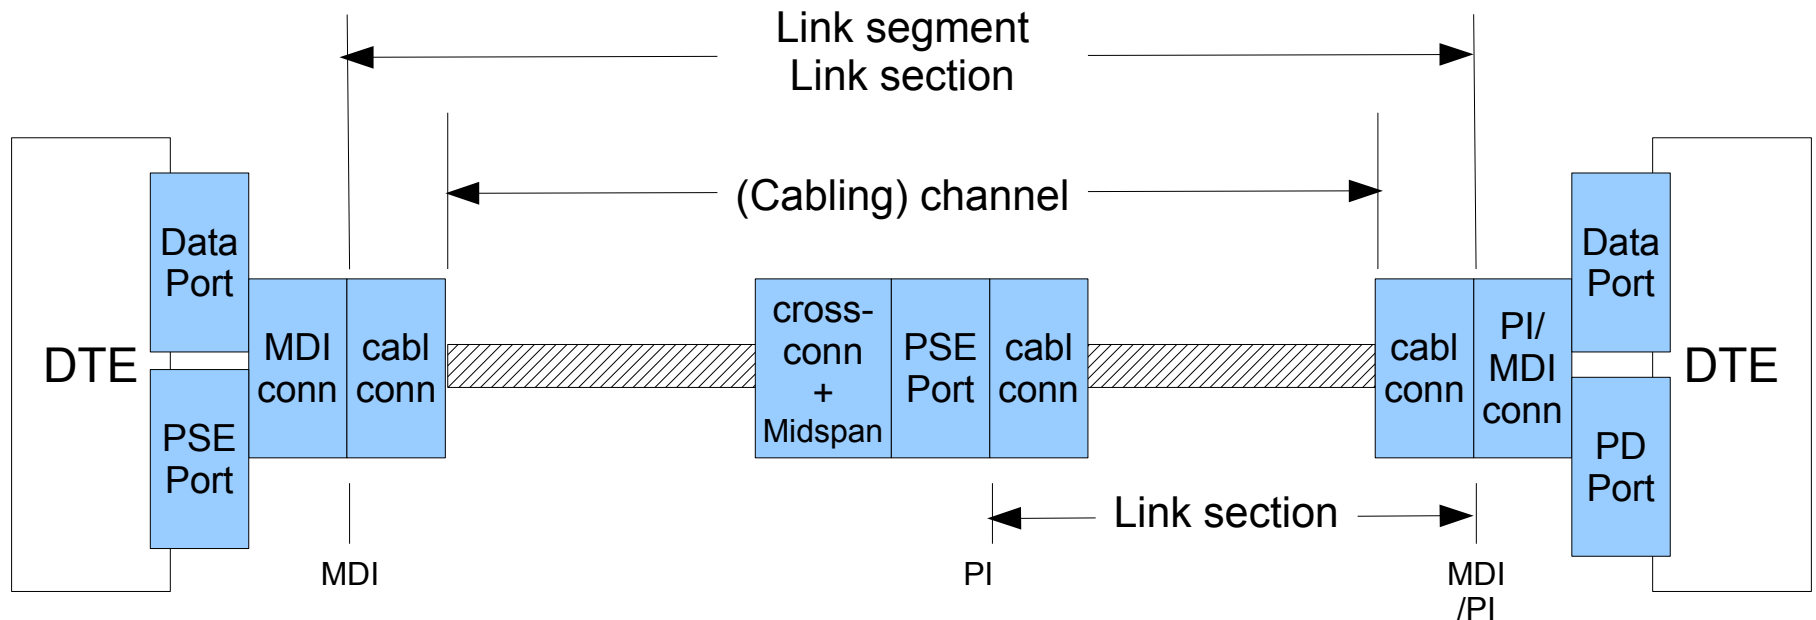 Link segment
Link section
(Cabling) channel
DTE
Data
Port
PSE
Port
MDI
conn
cabl
conn
cross-
conn
+
Midspan
PSE
Port
cabl
conn
cabl
conn
PI/
MDI
conn
Data
Port
PD
Port
DTE
Link section
MDI
PI
MDI
/PI